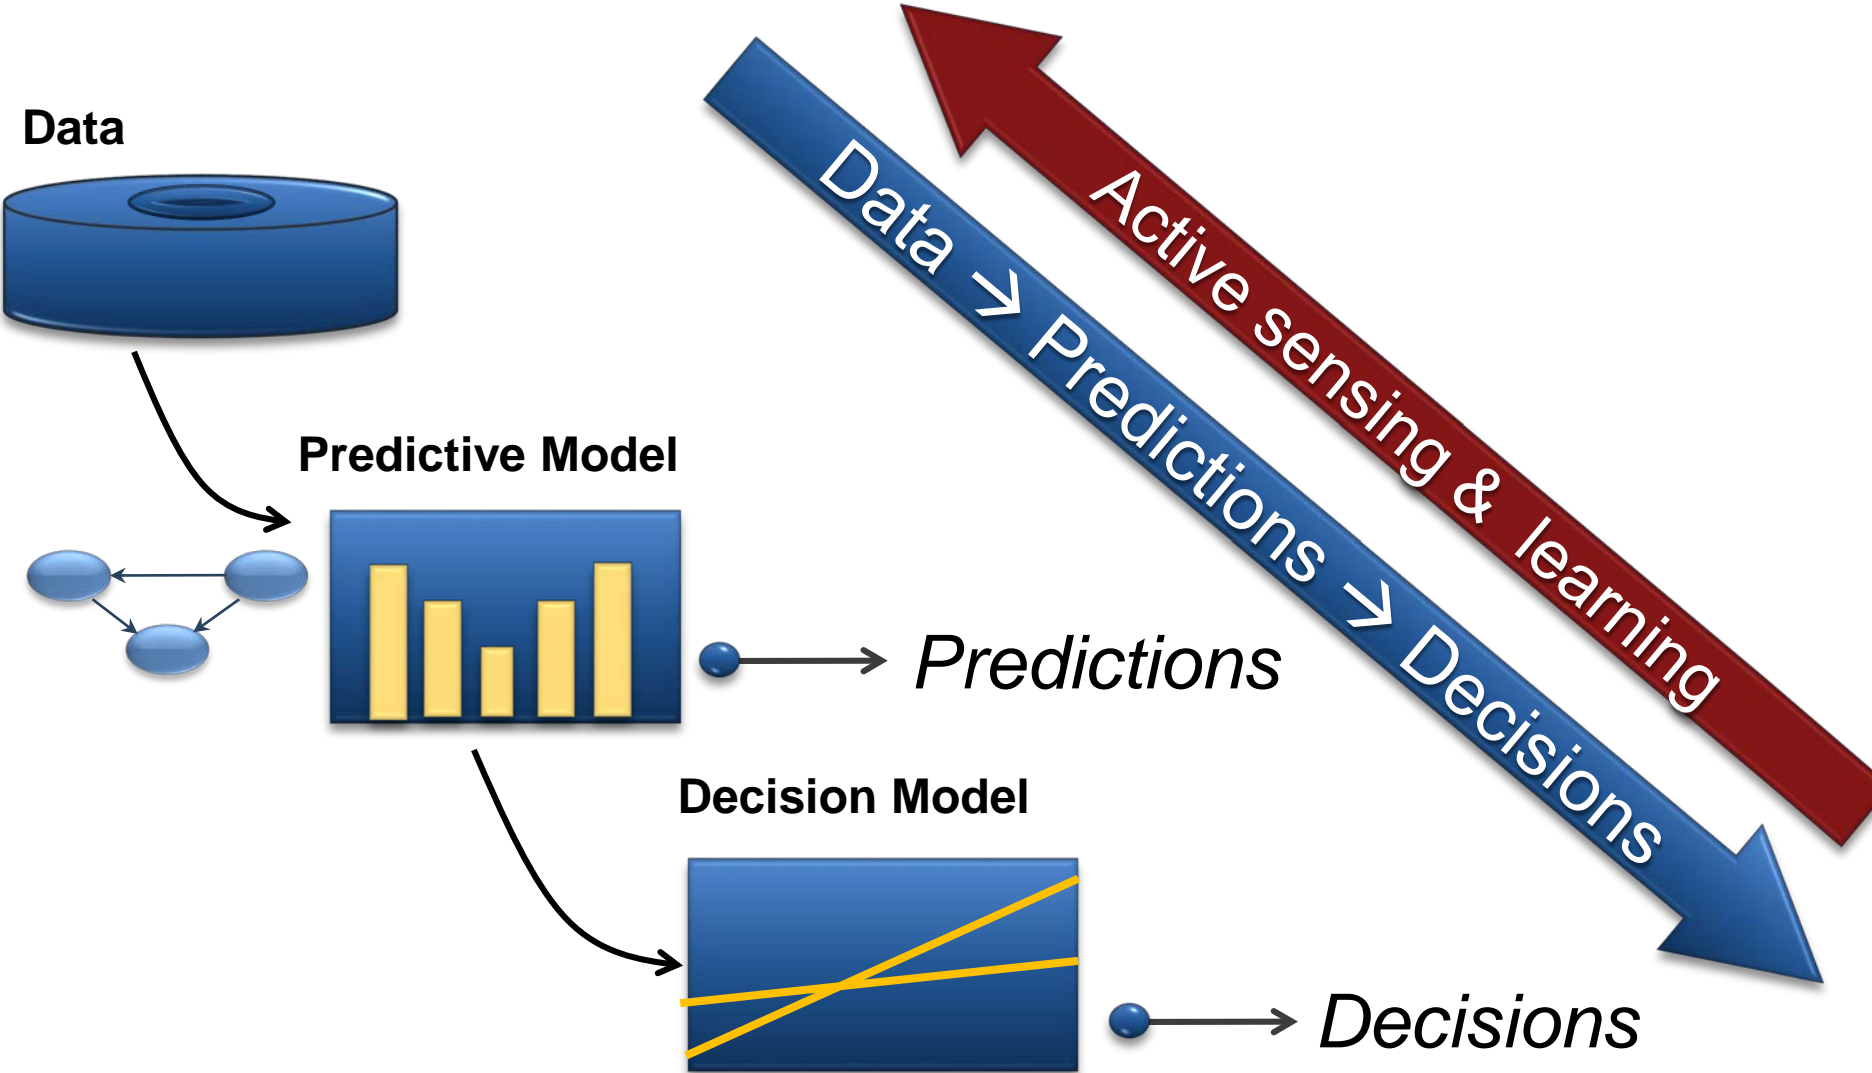 Data
Predictive Model
Predictions
Decision Model
Decisions
Data → Predictions → Decisions
Active sensing & learning